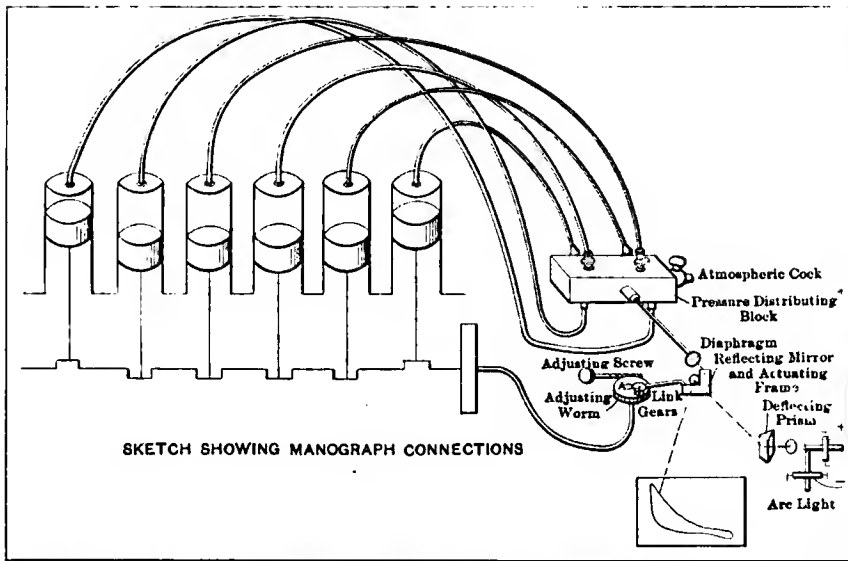 Atmospheric Cock
Pressure Distributing
Block
Diaphragm
Reflecting Mirror
and Actuating
Frame
Adjusting Screw
Adjusting
Worm
Link
Gears
Deflecting
Prism
+
−
Arc Light
SKETCH SHOWING MANOGRAPH CONNECTIONS